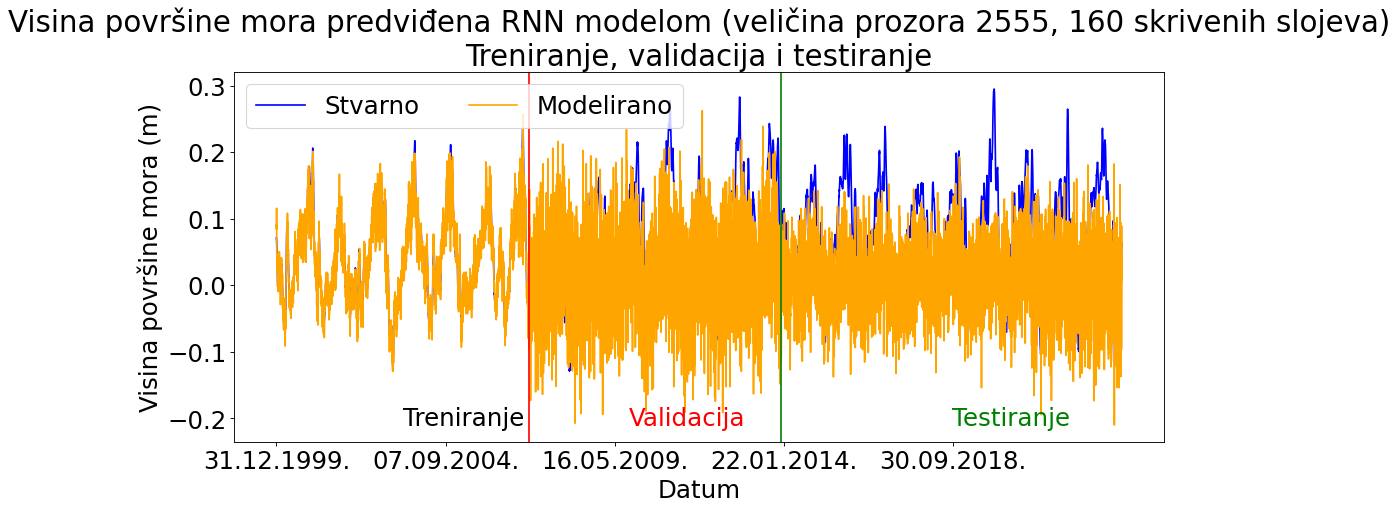 Visina površine mora predviđena RNN modelom (veličina prozora 2555, 160 skrivenih slojeva)
Treniranje, validacija i testiranje
Stvarno
Modelirano
Visina površine mora (m)
0.3
0.2
0.1
0.0
−0.1
−0.2
Treniranje
Validacija
Testiranje
31.12.1999.
07.09.2004.
16.05.2009.
22.01.2014.
30.09.2018.
Datum